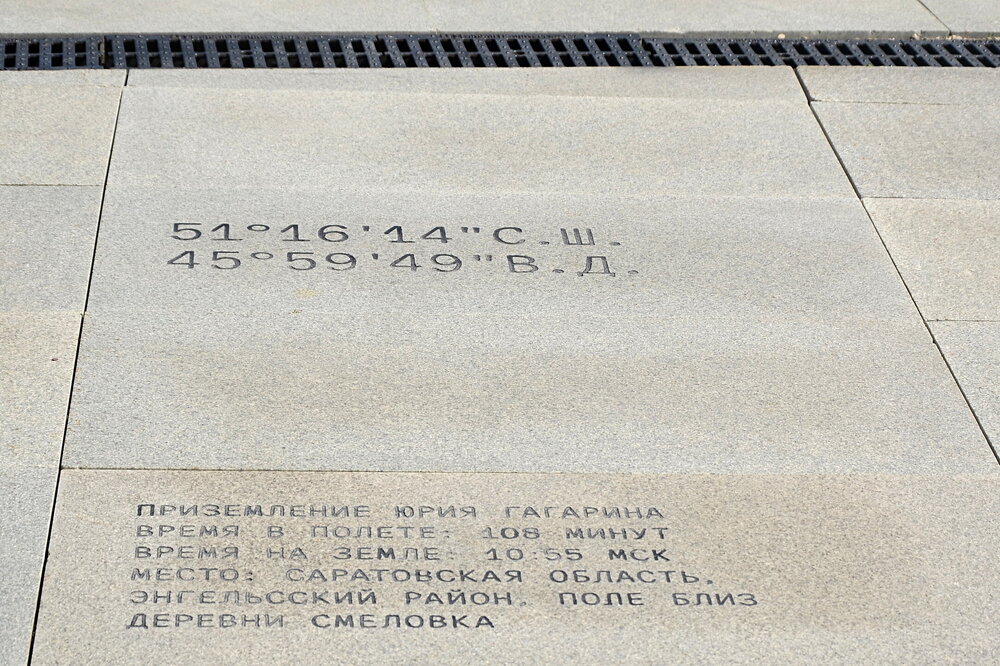 51°16'14"С.Ш.
45°59'49"В.Д.
ПРИЗЕМЛЕНИЕ ЮРИЯ ГАГАРИНА
ВРЕМЯ В ПОЛЕТЕ: 108 МИНУТ
ВРЕМЯ НА ЗЕМЛЕ: 10:55 МСК
МЕСТО: САРАТОВСКАЯ ОБЛАСТЬ,
ЭНГЕЛЬССКИЙ РАЙОН, ПОЛЕ БЛИЗ
ДЕРЕВНИ СМЕЛОВКА